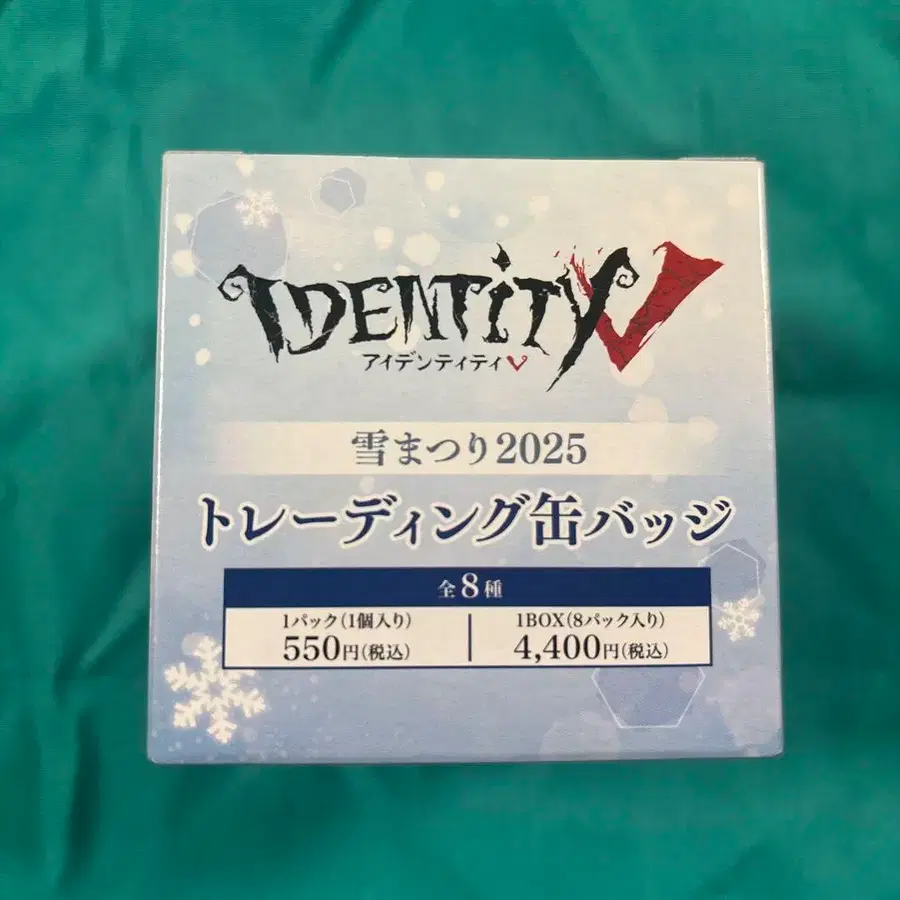 IDENTITY V
アイデンティティV
雪まつり2025
トレーディング缶バッジ
全8種
1パック(1個入り)
550円(税込)
1BOX(8パック入り)
4,400円(税込)